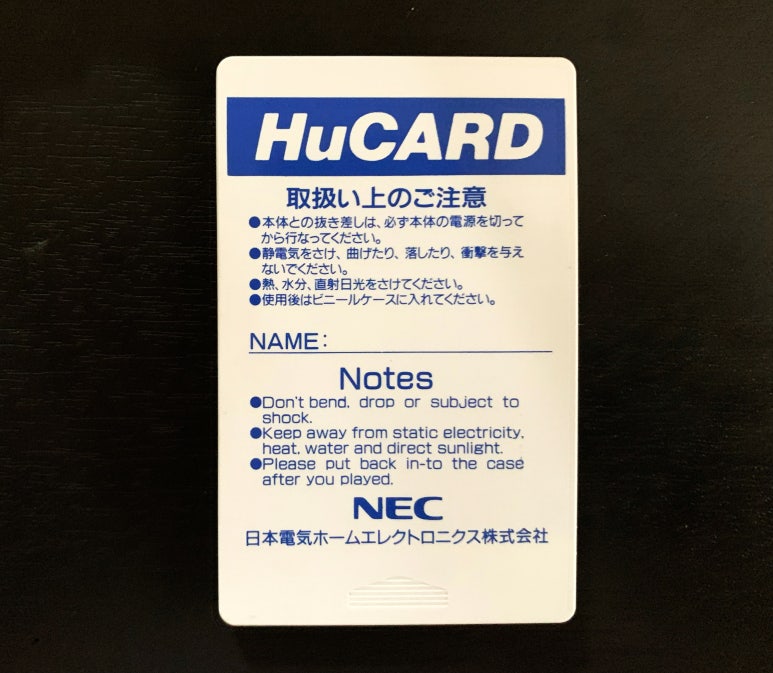 HuCARD
取扱い上のご注意
●本体との抜き差しは、必ず本体の電源を切って
から行なってください。
●静電気をさけ、曲げたり、落したり、衝撃を与え
ないでください。
●熱、水分、直射日光をさけてください。
●使用後はビニールケースに入れてください。
NAME:
Notes
●Don't bend, drop or subject to
shock.
●Keep away from static electricity,
heat, water and direct sunlight.
●Please put back in-to the case
after you played.
NEC
日本電気ホームエレクトロニクス株式会社